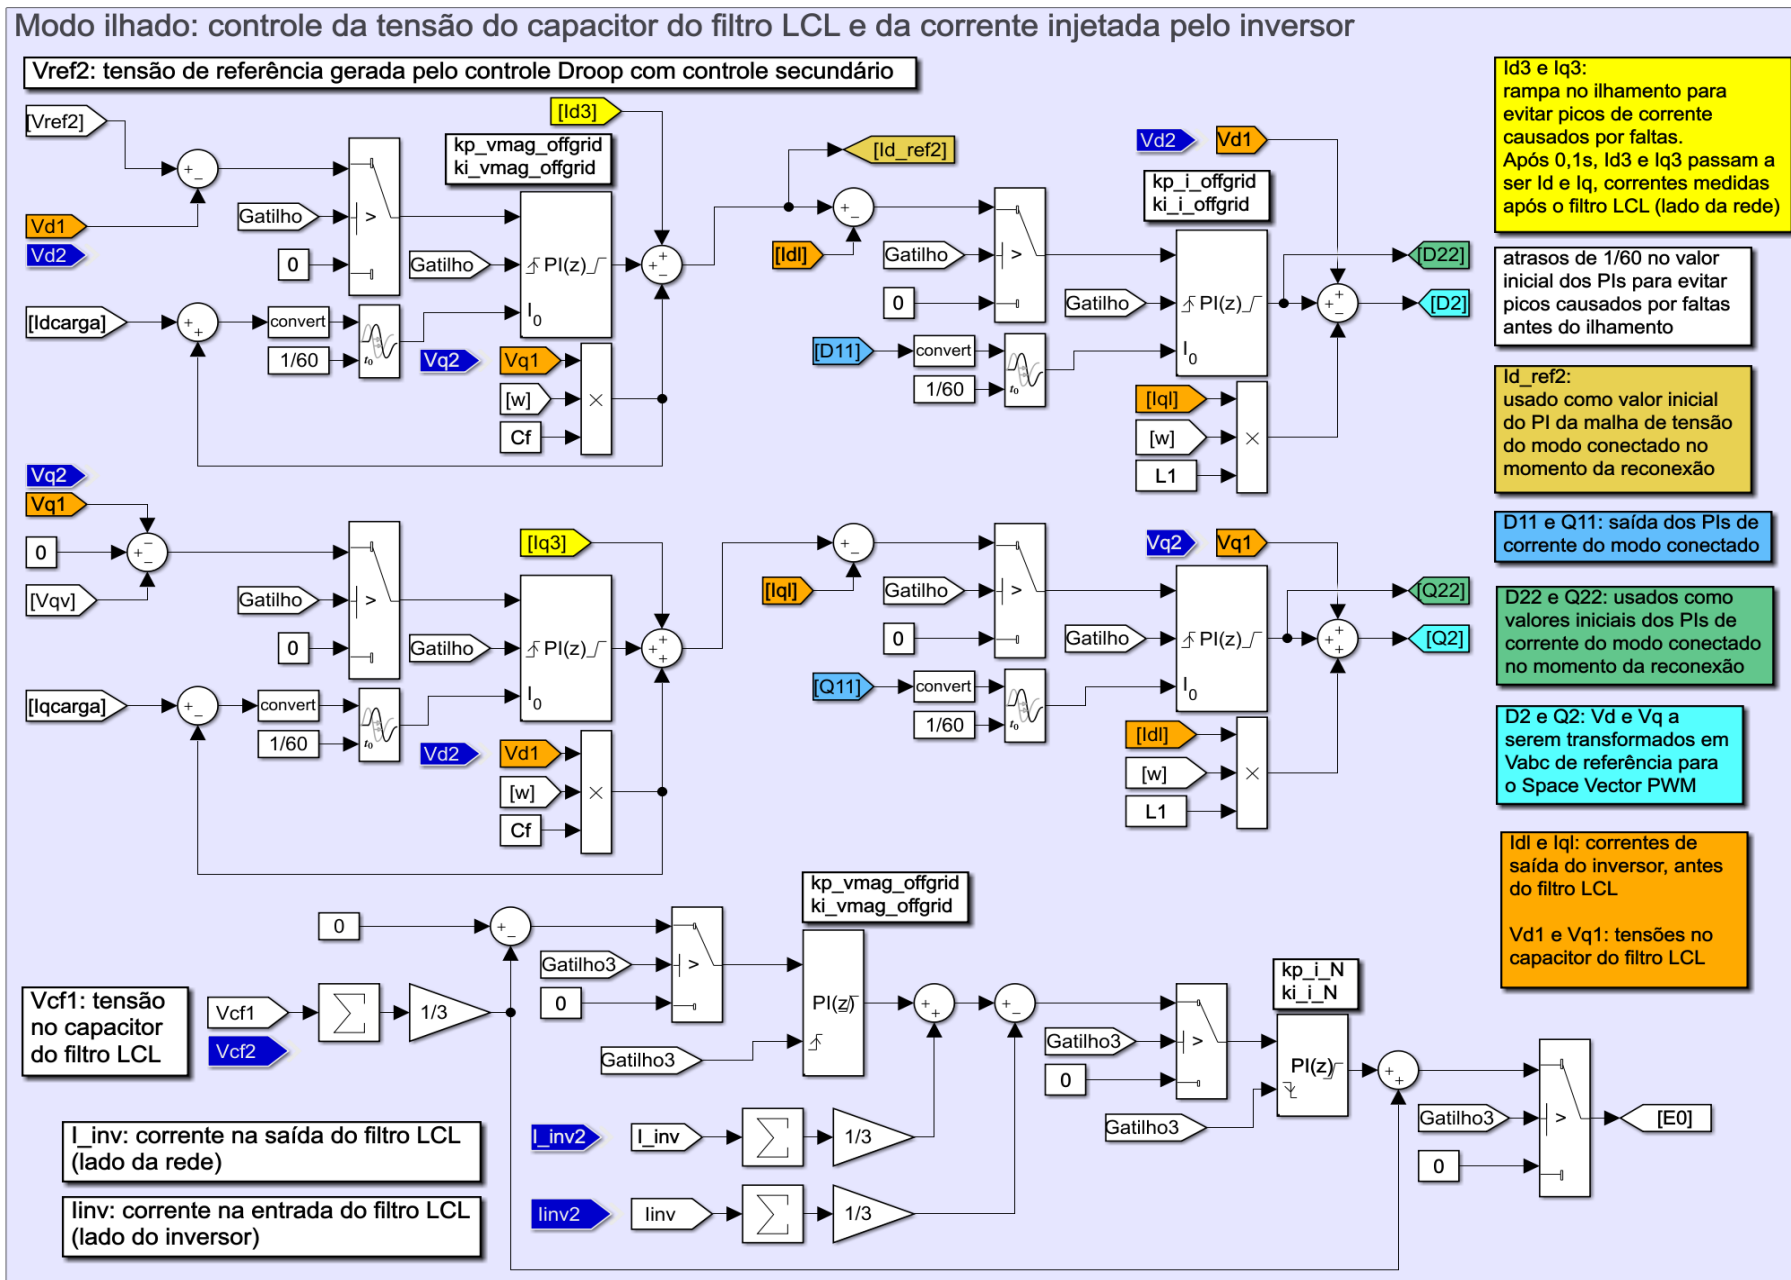 Modo ilhado: controle da tensão do capacitor do filtro LCL e da corrente injetada pelo inversor
Vref2: tensão de referência gerada pelo controle Droop com controle secundário
[Vref2]
Vd1
Vd2
[Idcarga]
Gatilho
0
>
convert
1/60
t0
kp_vmag_offgrid
ki_vmag_offgrid
[Id3]
Gatilho
PI(z)
I0
Vq2
Vq1
[w]
Cf
×
[Id_ref2]
[Idl]
Gatilho
0
>
[D11]
convert
1/60
t0
Vd2
Vd1
kp_i_offgrid
ki_i_offgrid
Gatilho
PI(z)
I0
[Iql]
[w]
L1
×
[D22]
[D2]
Vq2
Vq1
0
[Vqv]
[Iqcarga]
Gatilho
0
>
convert
1/60
t0
[Iq3]
Gatilho
PI(z)
I0
Vd2
Vd1
[w]
Cf
×
[Iql]
Gatilho
0
>
[Q11]
convert
1/60
t0
Vq2
Vq1
Gatilho
PI(z)
I0
[Idl]
[w]
L1
×
[Q22]
[Q2]
Vcf1: tensão
no capacitor
do filtro LCL
Vcf1
Vcf2
1/3
0
Gatilho3
0
>
kp_vmag_offgrid
ki_vmag_offgrid
PI(z)
Gatilho3
I_inv: corrente na saída do filtro LCL
(lado da rede)
Iinv: corrente na entrada do filtro LCL
(lado do inversor)
I_inv2
I_inv
1/3
Iinv2
Iinv
1/3
Gatilho3
0
>
kp_i_N
ki_i_N
PI(z)
Gatilho3
Gatilho3
0
>
[E0]
Id3 e Iq3:
rampa no ilhamento para
evitar picos de corrente
causados por faltas.
Após 0,1s, Id3 e Iq3 passam a
ser Id e Iq, correntes medidas
após o filtro LCL (lado da rede)
atrasos de 1/60 no valor
inicial dos PIs para evitar
picos causados por faltas
antes do ilhamento
Id_ref2:
usado como valor inicial
do PI da malha de tensão
do modo conectado no
momento da reconexão
D11 e Q11: saída dos PIs de
corrente do modo conectado
D22 e Q22: usados como
valores iniciais dos PIs de
corrente do modo conectado
no momento da reconexão
D2 e Q2: Vd e Vq a
serem transformados em
Vabc de referência para
o Space Vector PWM
Idl e Iql: correntes de
saída do inversor, antes
do filtro LCL
Vd1 e Vq1: tensões no
capacitor do filtro LCL